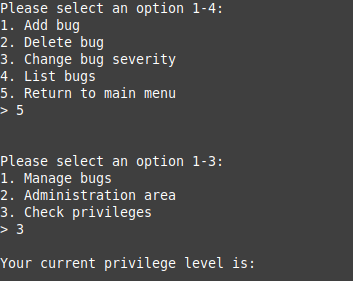 Please select an option 1-4:
1. Add bug
2. Delete bug
3. Change bug severity
4. List bugs
5. Return to main menu
> 5
Please select an option 1-3:
1. Manage bugs
2. Administration area
3. Check privileges
> 3
Your current privilege level is: